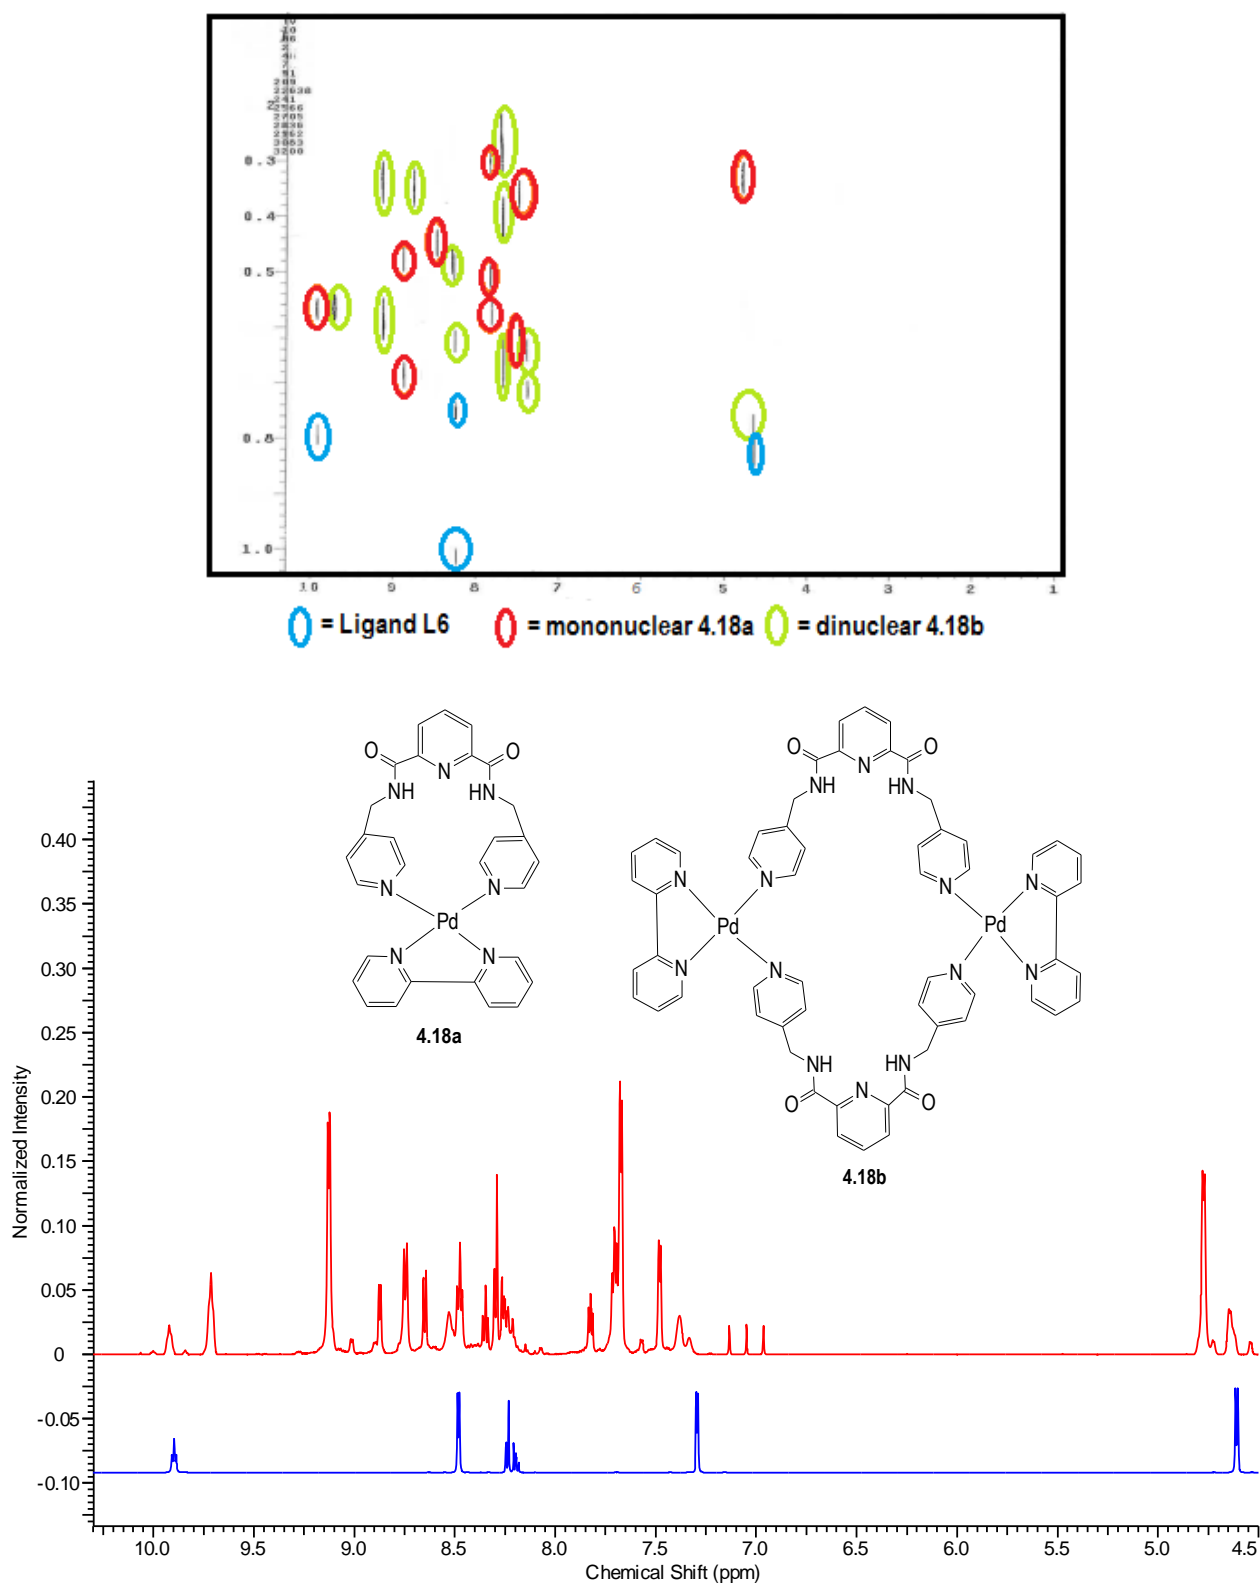 0.3
0.4
0.5
0.8
1.0
10 9 8 7 6 5 4 3 2 1
= Ligand L6 = mononuclear 4.18a = dinuclear 4.18b
O O
N
NH HN
N N
Pd
N N
4.18a
O O
N
NH HN
N N N N
Pd Pd
N N N N
NH HN
N
O O
4.18b
Normalized Intensity
0.40
0.35
0.30
0.25
0.20
0.15
0.10
0.05
0
-0.05
-0.10
10.0 9.5 9.0 8.5 8.0 7.5 7.0 6.5 6.0 5.5 5.0 4.5
Chemical Shift (ppm)